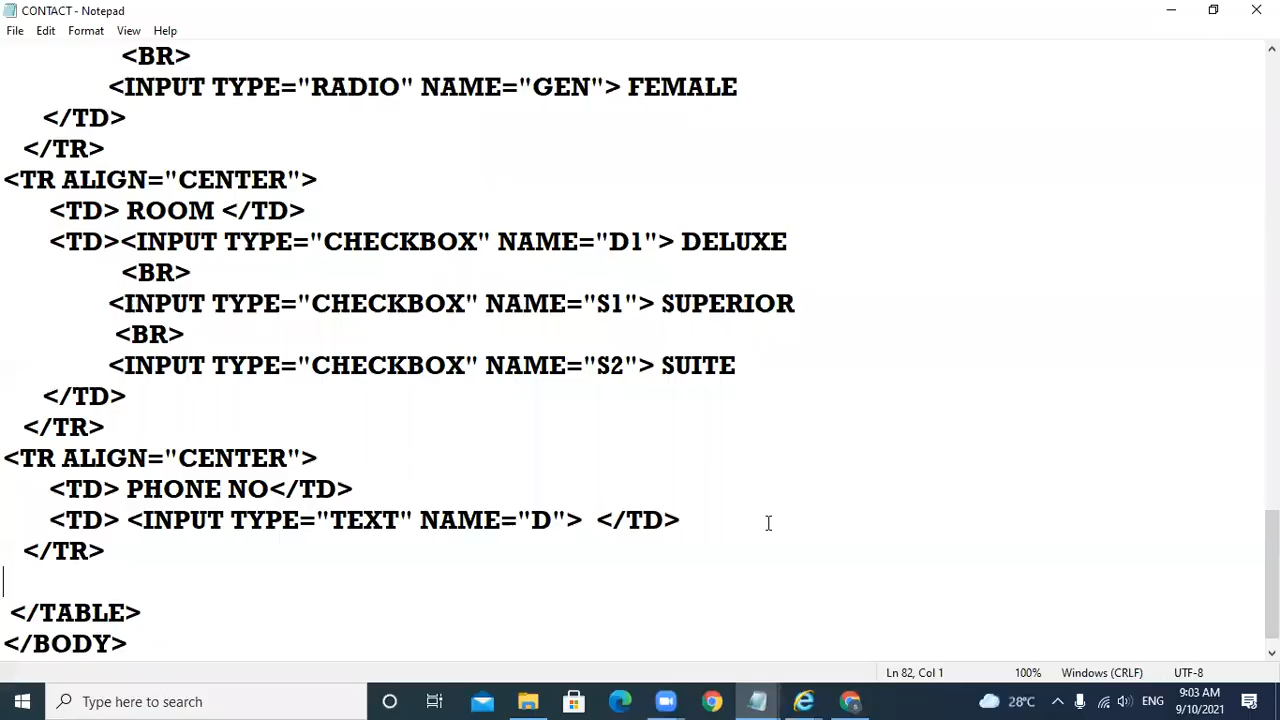 CONTACT - Notepad
File Edit Format View Help
<BR>
<INPUT TYPE="RADIO" NAME="GEN"> FEMALE
</TD>
</TR>
<TR ALIGN="CENTER">
<TD> ROOM </TD>
<TD><INPUT TYPE="CHECKBOX" NAME="D1"> DELUXE
<BR>
<INPUT TYPE="CHECKBOX" NAME="S1"> SUPERIOR
<BR>
<INPUT TYPE="CHECKBOX" NAME="S2"> SUITE
</TD>
</TR>
<TR ALIGN="CENTER">
<TD> PHONE NO</TD>
<TD> <INPUT TYPE="TEXT" NAME="D"> </TD>
</TR>
</TABLE>
</BODY>
Ln 82, Col 1 100% Windows (CRLF) UTF-8
Type here to search 28°C ENG 9:03 AM
9/10/2021